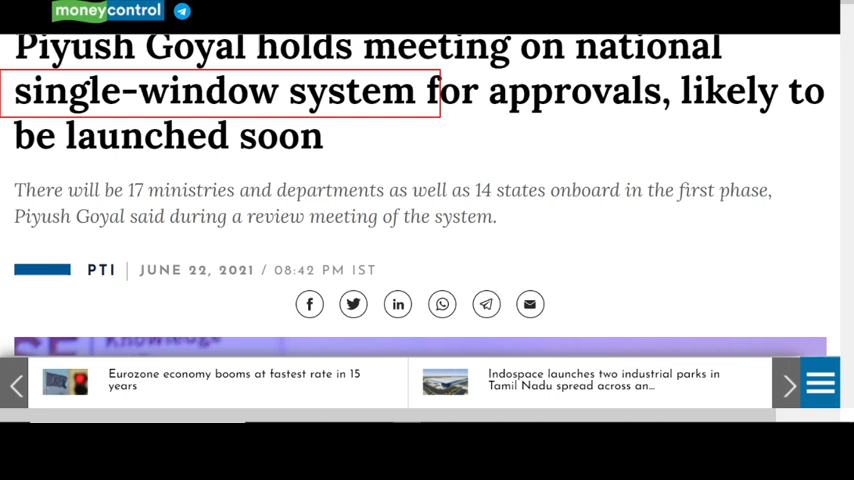 moneycontrol
Piyush Goyal holds meeting on national
single-window system for approvals, likely to
be launched soon
There will be 17 ministries and departments as well as 14 states onboard in the first phase,
Piyush Goyal said during a review meeting of the system.
PTI | JUNE 22, 2021 / 08:42 PM IST
Knowledge
Eurozone economy booms at fastest rate in 15
years
Indospace launches two industrial parks in
Tamil Nadu spread across an...